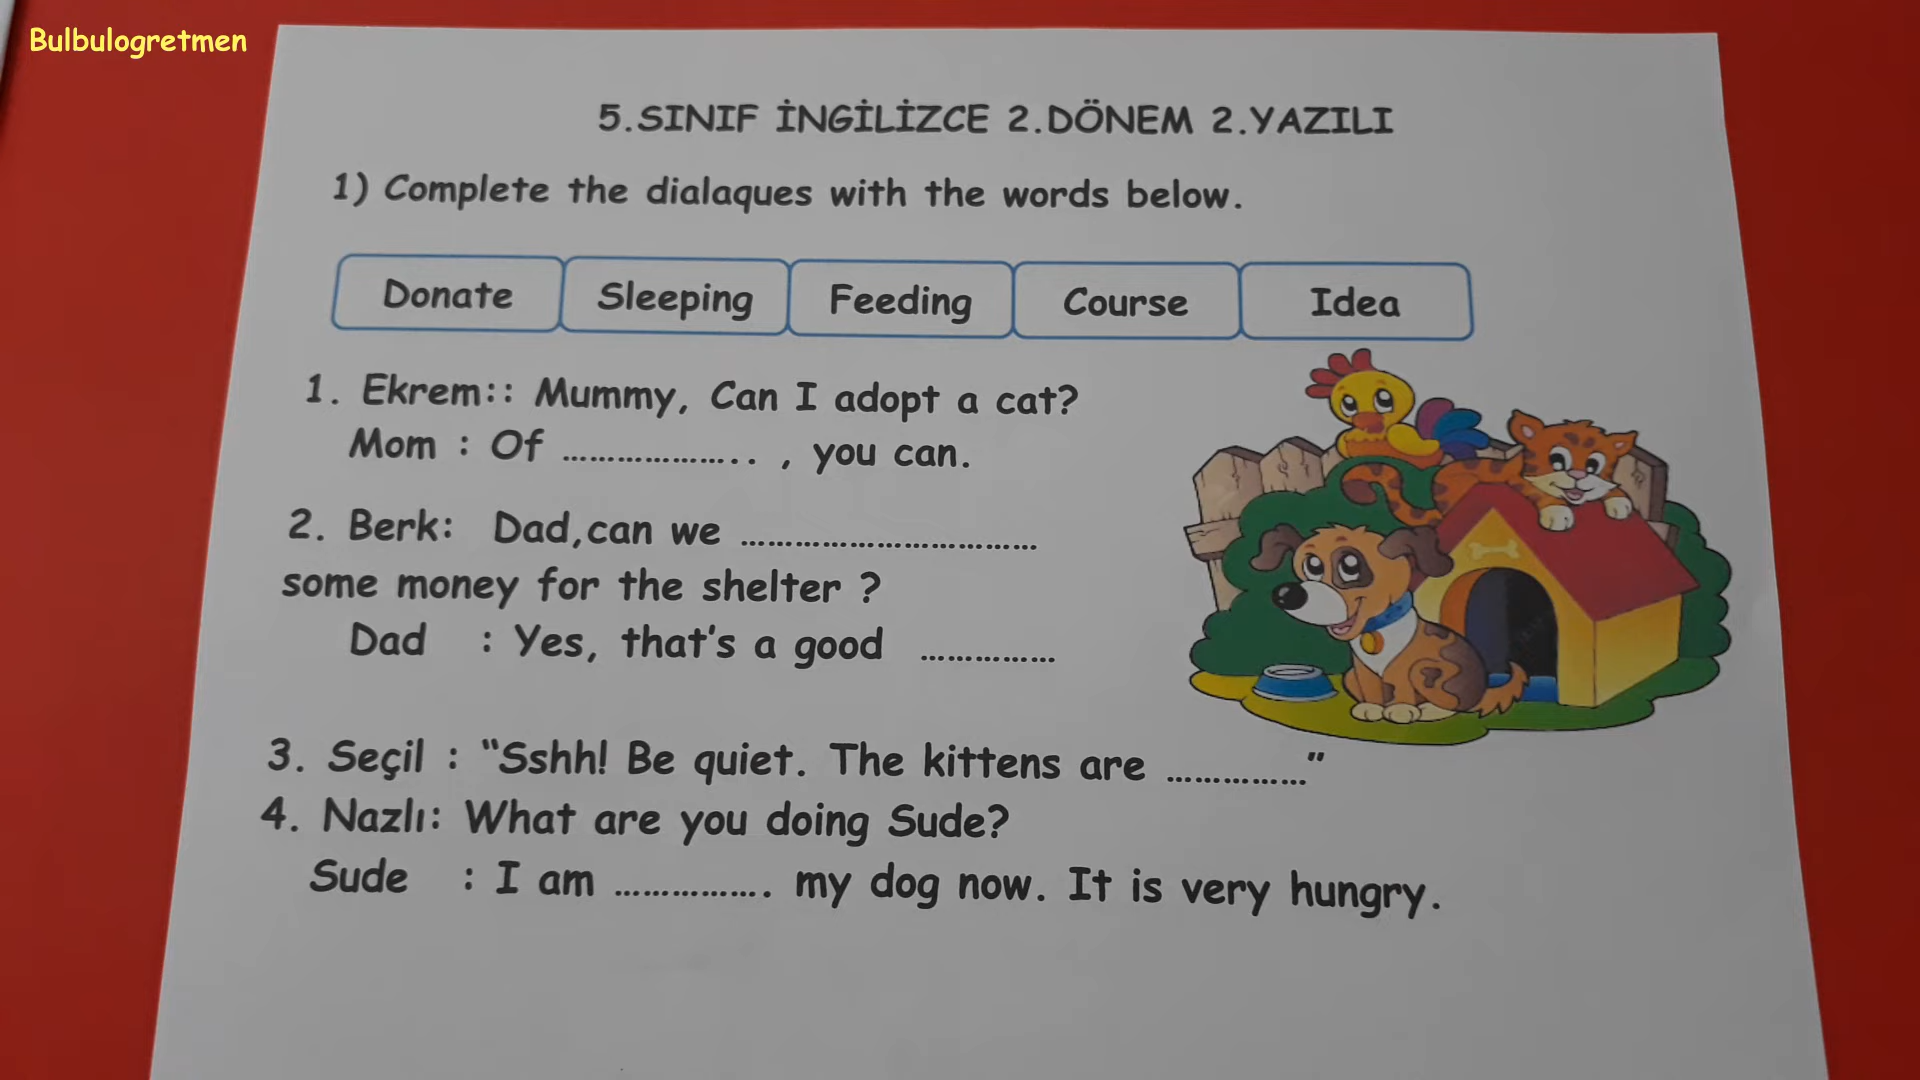 Bulbulogretmen
5.SINIF İNGİLİZCE 2.DÖNEM 2.YAZILI
1) Complete the dialaques with the words below.
Donate Sleeping Feeding Course Idea
1. Ekrem:: Mummy, Can I adopt a cat?
Mom : Of ................... , you can.
2. Berk: Dad,can we .................................
some money for the shelter ?
Dad : Yes, that's a good ...............
3. Seçil : “Sshh! Be quiet. The kittens are ...............”
4. Nazlı: What are you doing Sude?
Sude : I am ................ my dog now. It is very hungry.